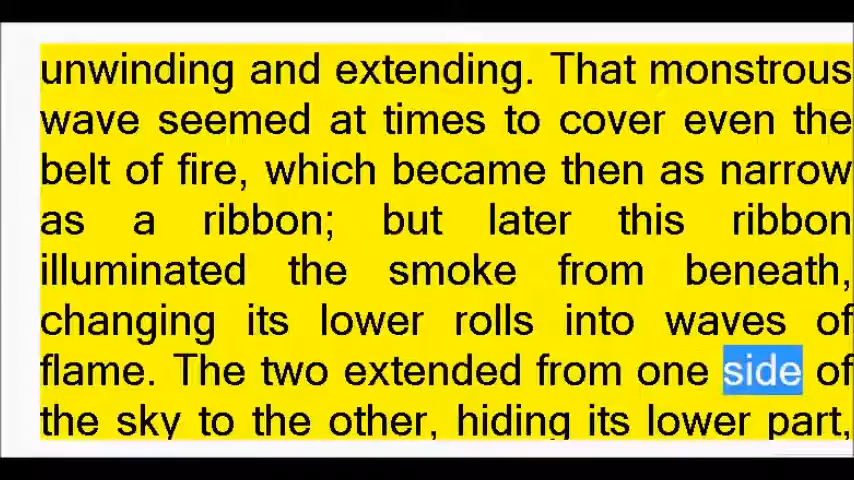 unwinding and extending. That monstrous
wave seemed at times to cover even the
belt of fire, which became then as narrow
as a ribbon; but later this ribbon
illuminated the smoke from beneath,
changing its lower rolls into waves of
flame. The two extended from one side of
the sky to the other, hiding its lower part,